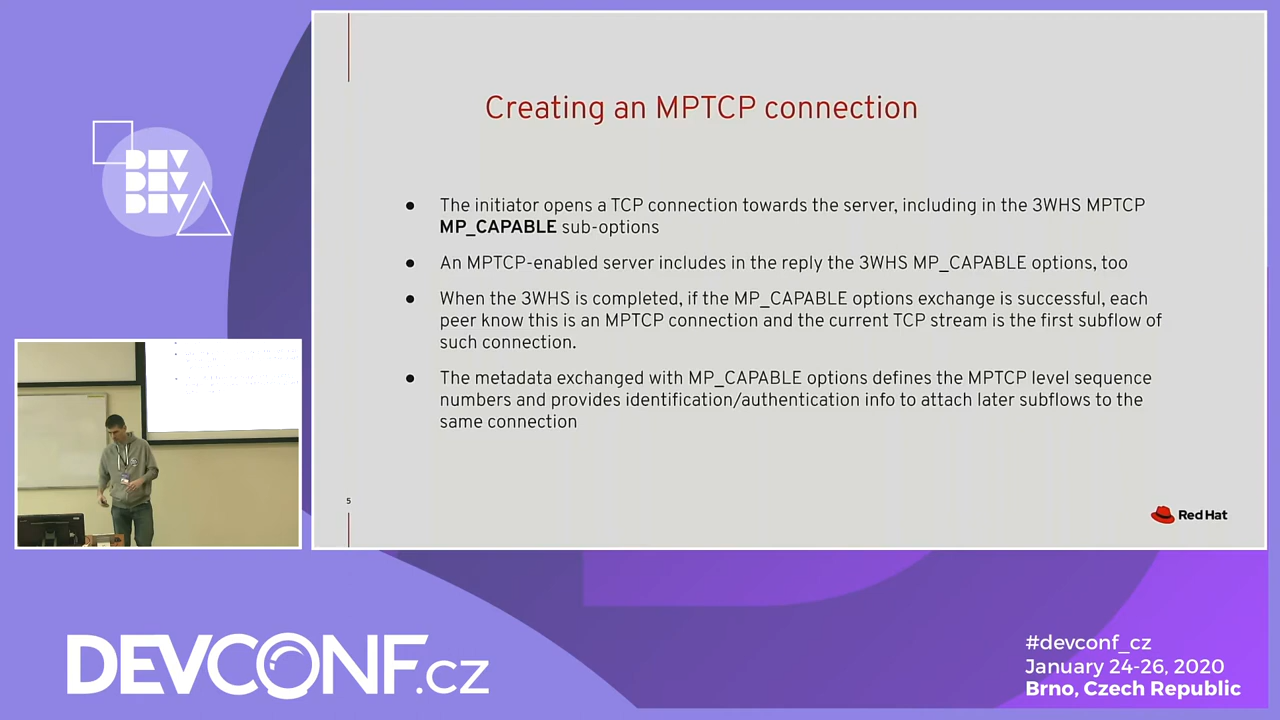 DEV
DEV
DEV
Creating an MPTCP connection
● The initiator opens a TCP connection towards the server, including in the 3WHS MPTCP
MP_CAPABLE sub-options
● An MPTCP-enabled server includes in the reply the 3WHS MP_CAPABLE options, too
● When the 3WHS is completed, if the MP_CAPABLE options exchange is successful, each
peer know this is an MPTCP connection and the current TCP stream is the first subflow of
such connection.
● The metadata exchanged with MP_CAPABLE options defines the MPTCP level sequence
numbers and provides identification/authentication info to attach later subflows to the
same connection
5
Red Hat
DEVCONF.cz
#devconf_cz
January 24-26, 2020
Brno, Czech Republic